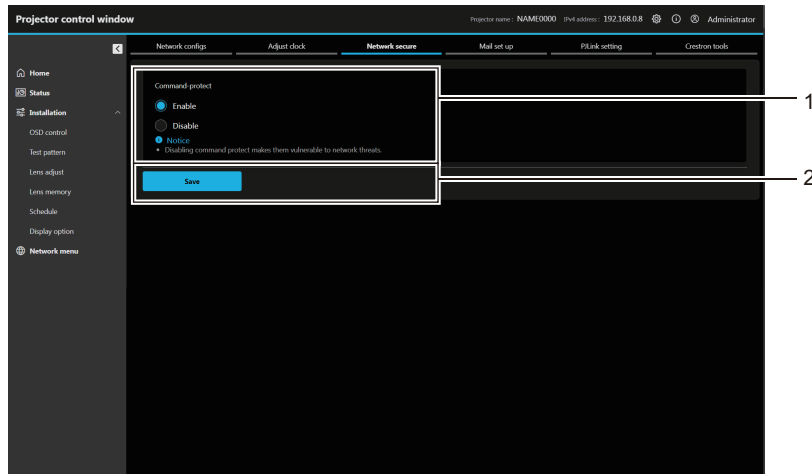 Projector control window
Projector name : NAME0000 IPv4 address : 192.168.0.8 Administrator
Network configs Adjust clock Network secure Mail set up PJLink setting Crestron tools
Home
Status
Installation
OSD control
Test pattern
Lens adjust
Lens memory
Schedule
Display option
Network menu
Command-protect
Enable
Disable
Notice
• Disabling command protect makes them vulnerable to network threats.
Save
1
2